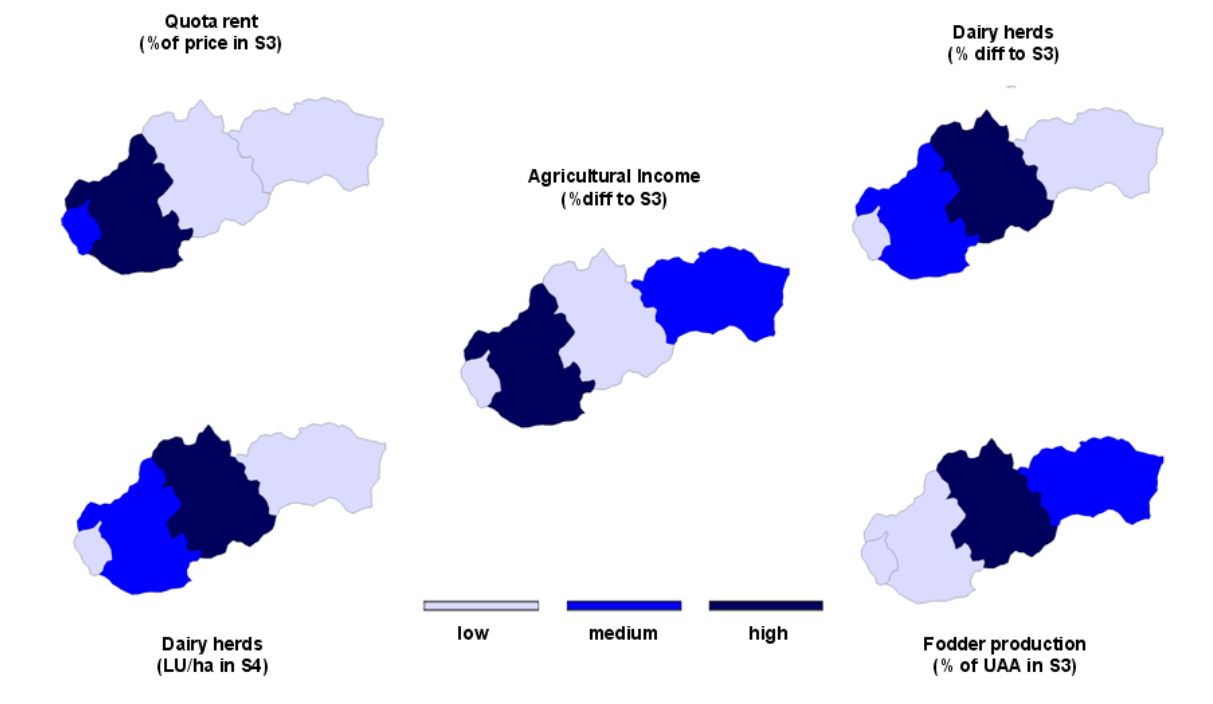 Quota rent
(%of price in S3)
Dairy herds
(% diff to S3)
Agricultural Income
(%diff to S3)
low
medium
high
Dairy herds
(LU/ha in S4)
Fodder production
(% of UAA in S3)